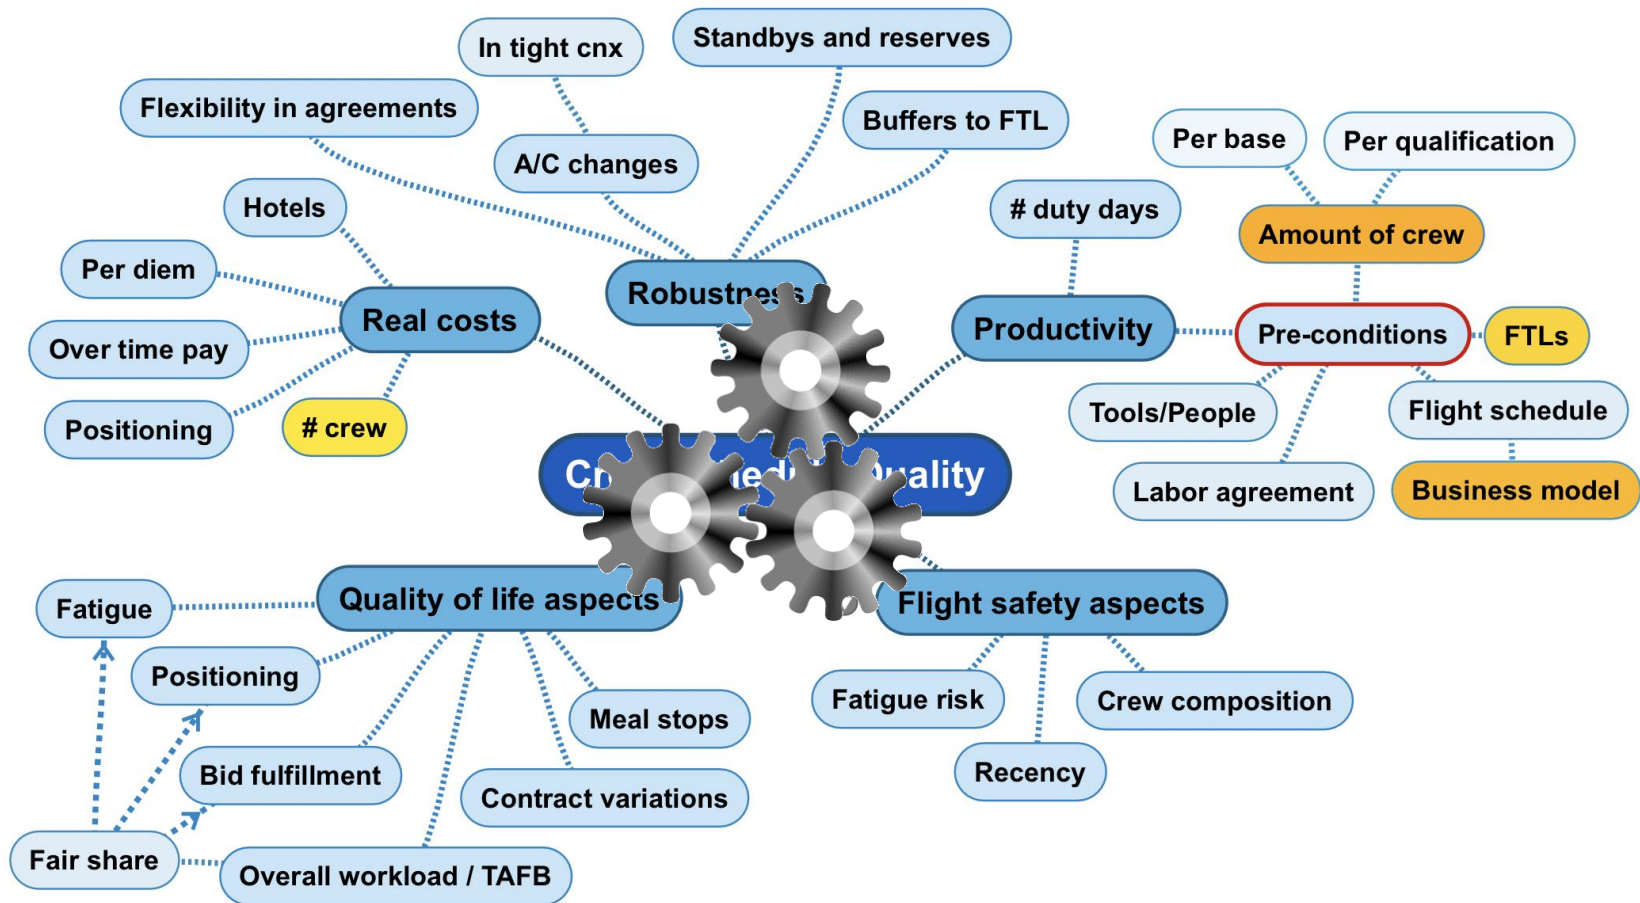 In tight cnx
Standbys and reserves
Flexibility in agreements
Buffers to FTL
A/C changes
Per base
Per qualification
Hotels
# duty days
Amount of crew
Per diem
Robustness
Real costs
Productivity
Pre-conditions
FTLs
Over time pay
Positioning
# crew
Tools/People
Flight schedule
Labor agreement
Business model
Quality
Quality of life aspects
Flight safety aspects
Fatigue
Positioning
Fatigue risk
Crew composition
Meal stops
Bid fulfillment
Recency
Contract variations
Fair share
Overall workload / TAFB